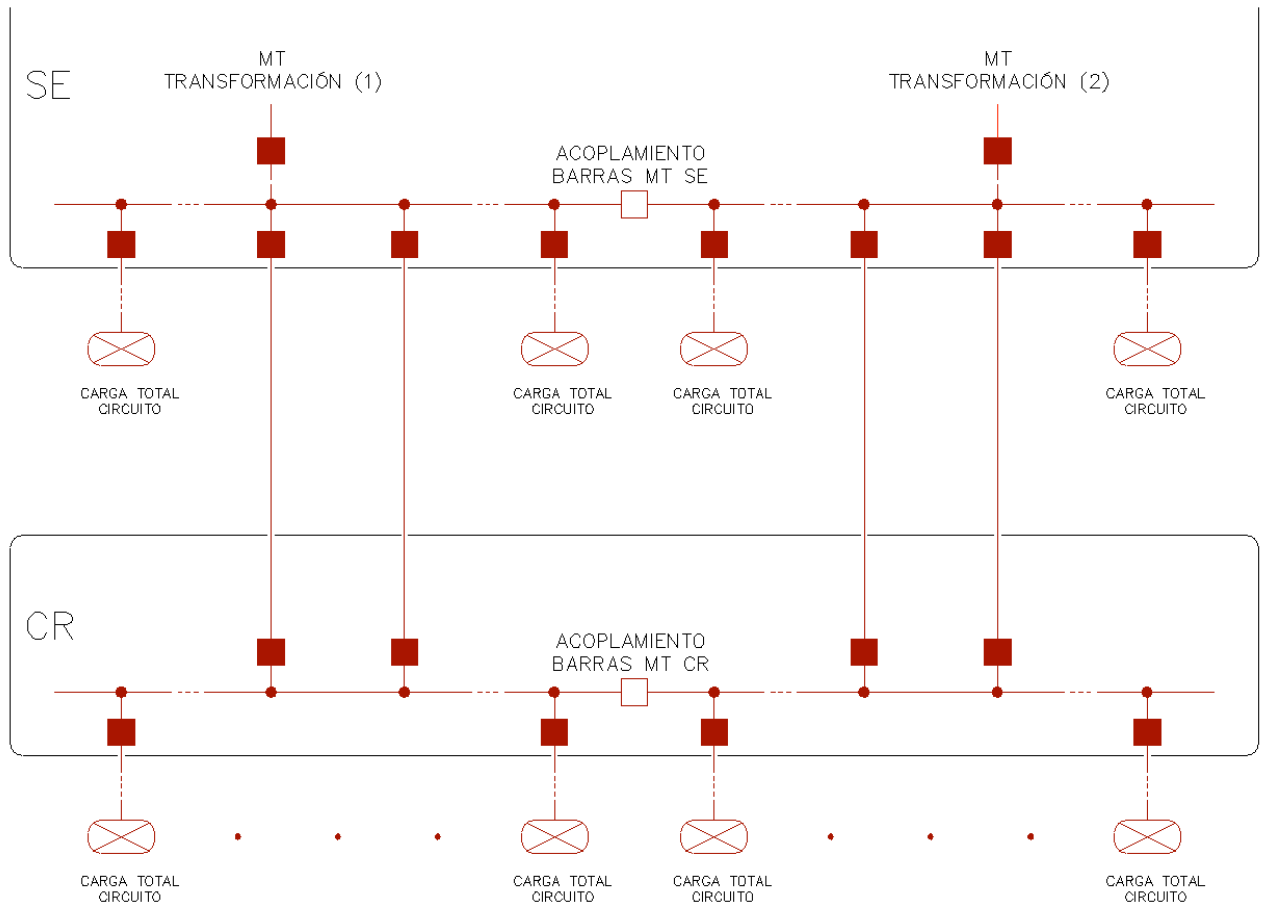 SE
MT
TRANSFORMACIÓN (1)
MT
TRANSFORMACIÓN (2)
ACOPLAMIENTO
BARRAS MT SE
CARGA TOTAL
CIRCUITO
CARGA TOTAL
CIRCUITO
CARGA TOTAL
CIRCUITO
CARGA TOTAL
CIRCUITO
CR
ACOPLAMIENTO
BARRAS MT CR
CARGA TOTAL
CIRCUITO
CARGA TOTAL
CIRCUITO
CARGA TOTAL
CIRCUITO
CARGA TOTAL
CIRCUITO